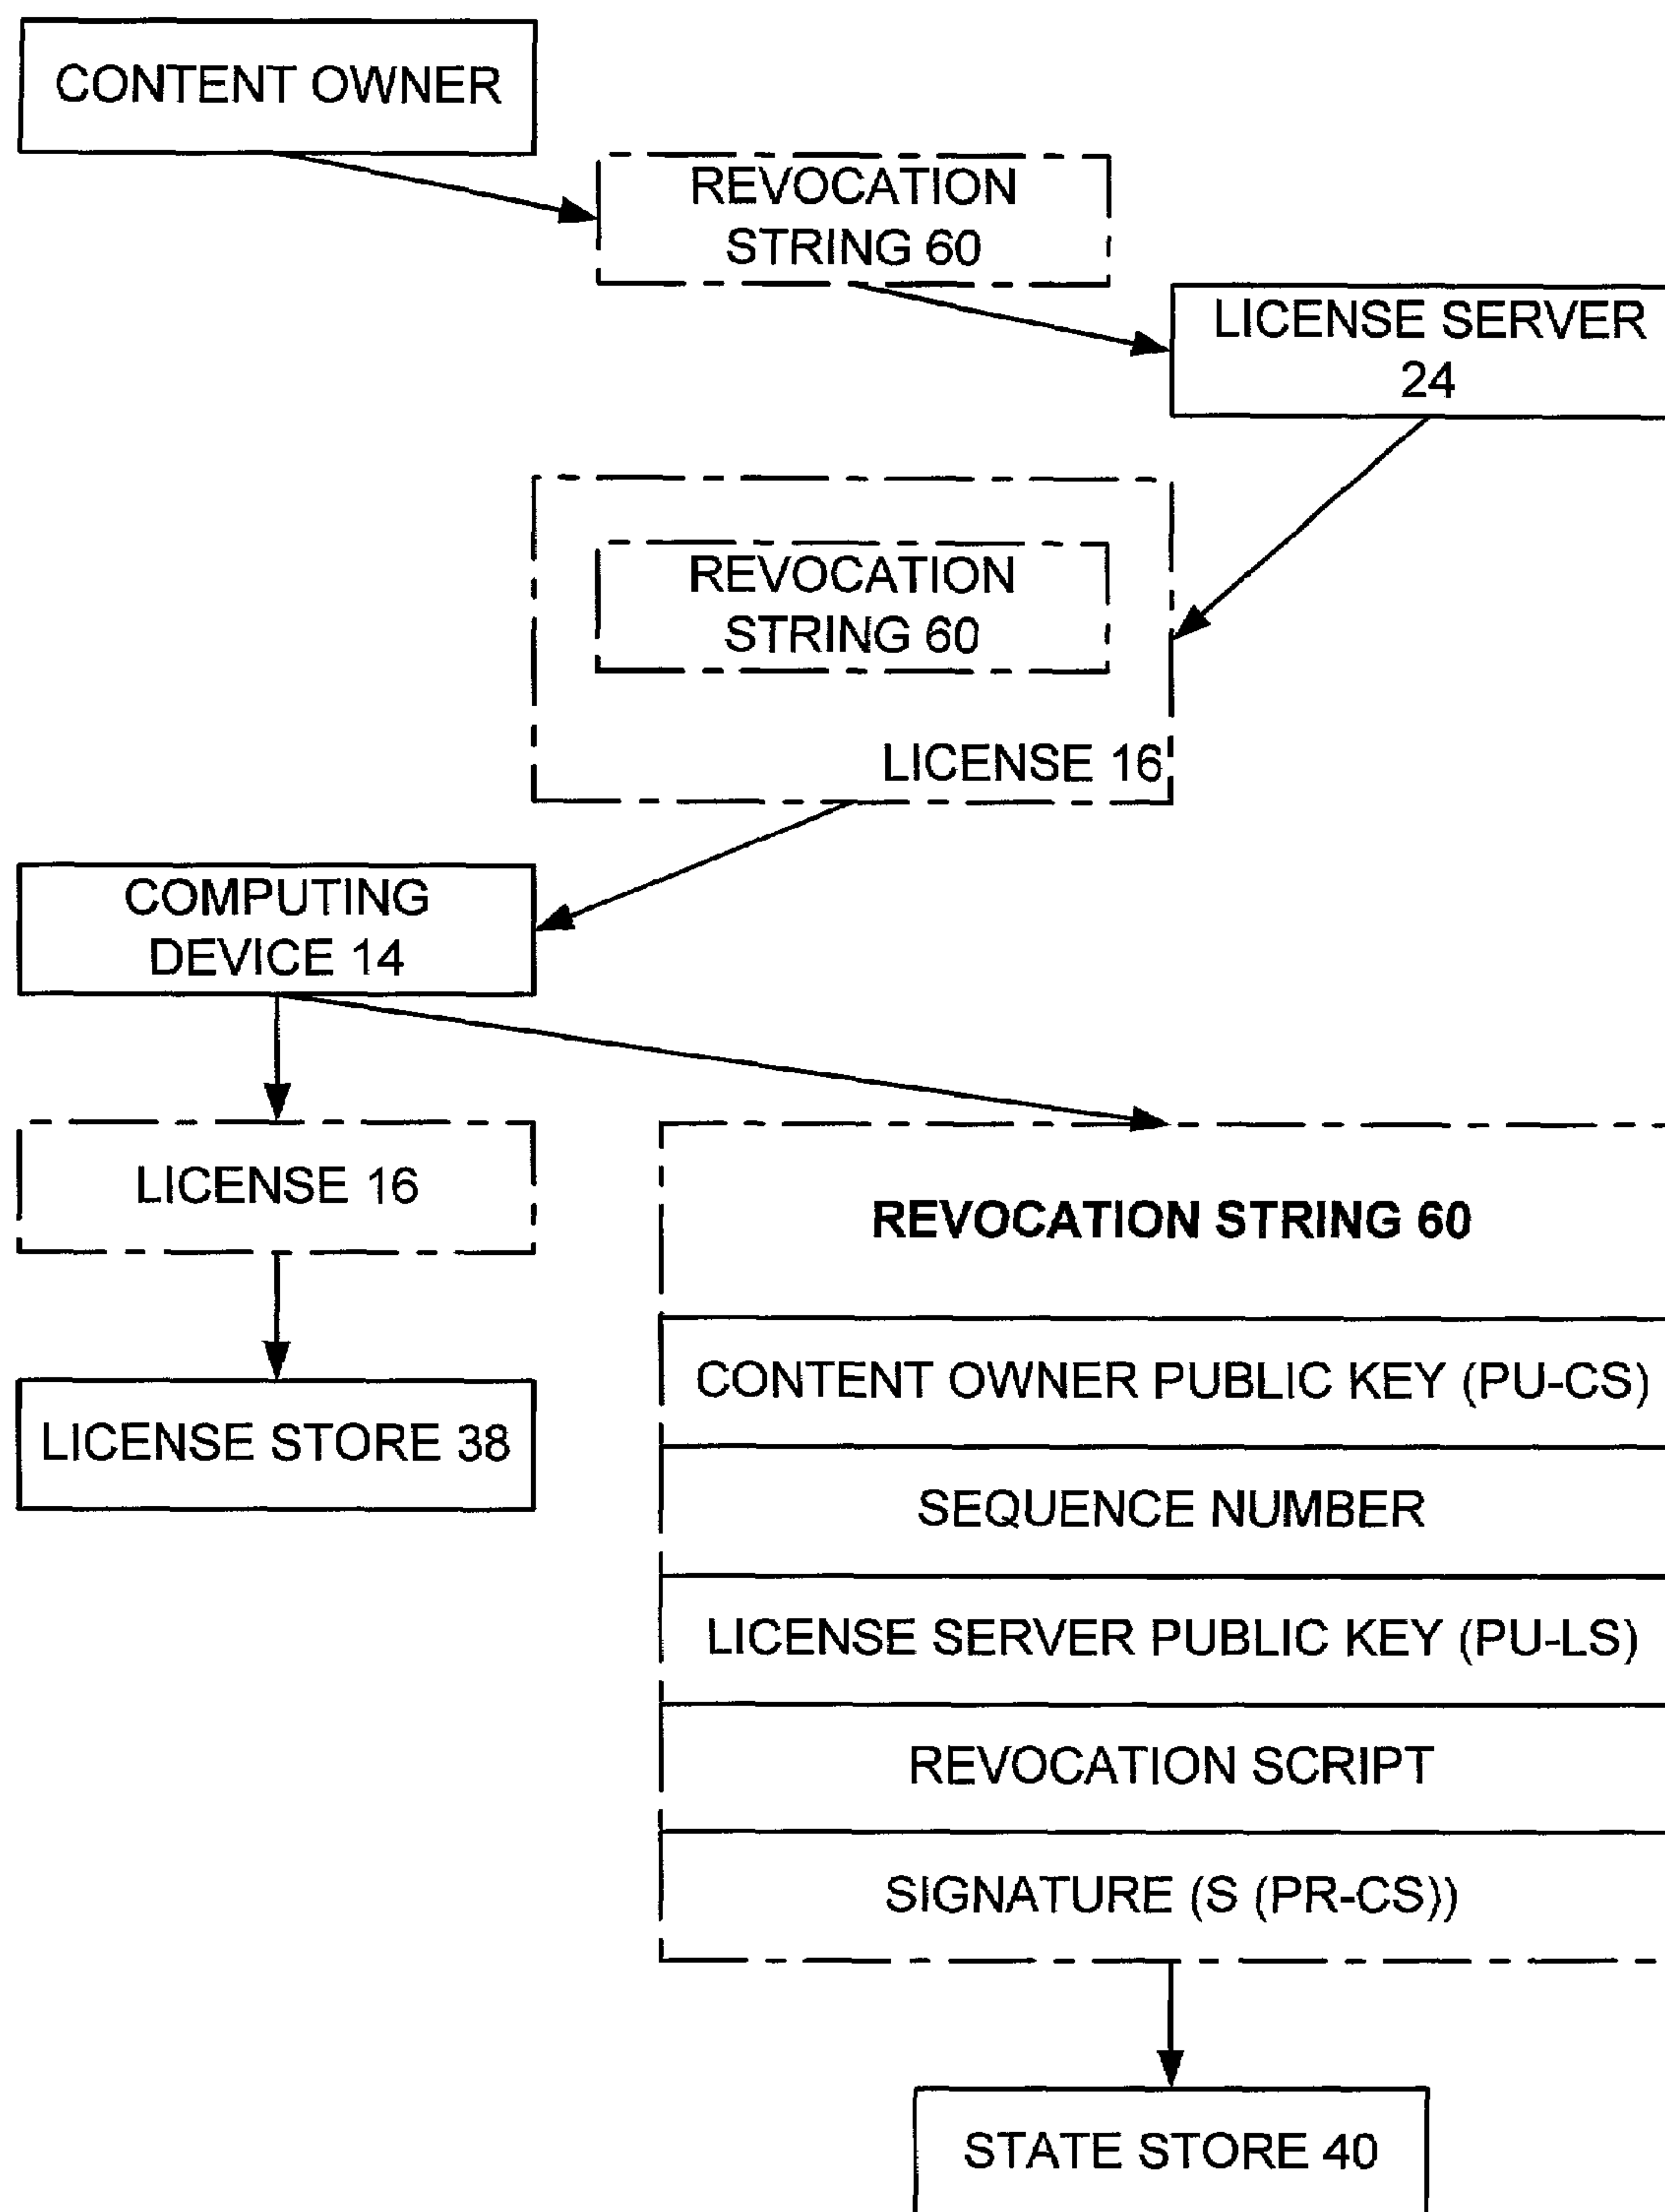 CONTENT OWNER
REVOCATION
STRING 60
LICENSE SERVER
24
REVOCATION
STRING 60
LICENSE 16
COMPUTING
DEVICE 14
LICENSE 16
REVOCATION STRING 60
CONTENT OWNER PUBLIC KEY (PU-CS)
LICENSE STORE 38
SEQUENCE NUMBER
LICENSE SERVER PUBLIC KEY (PU-LS)
REVOCATION SCRIPT
SIGNATURE (S (PR-CS))
STATE STORE 40